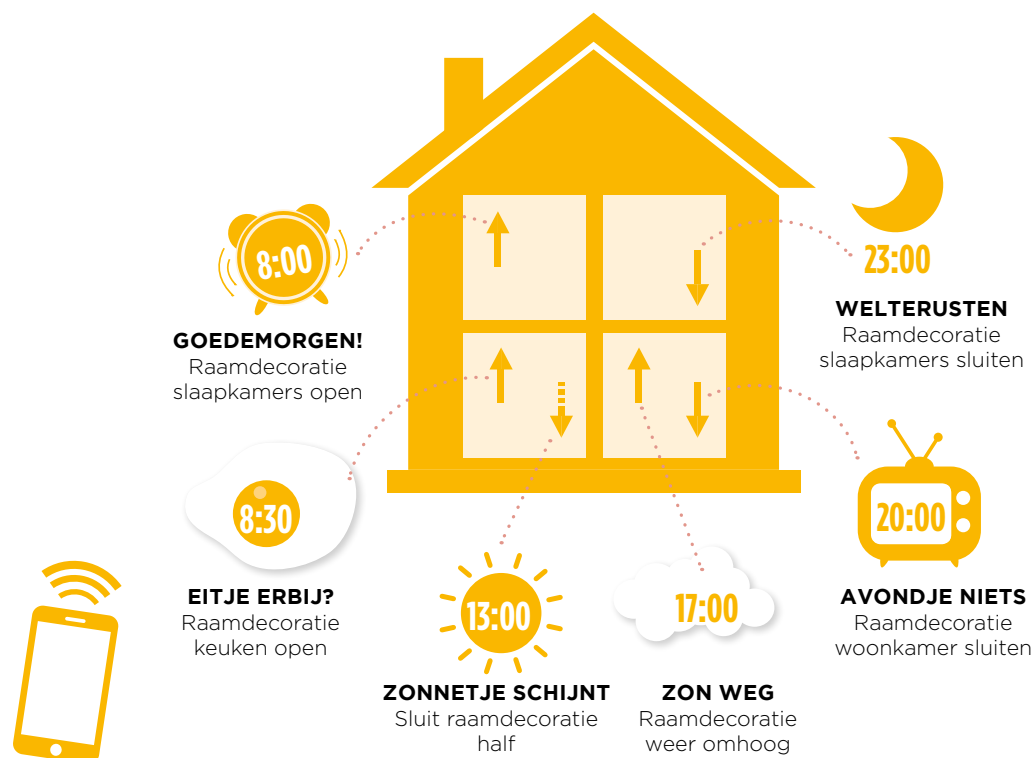 8:00
GOEDEMORGEN!
Raamdecoratie
slaapkamers open
8:30
EITJE ERBIJ?
Raamdecoratie
keuken open
13:00
ZONNETJE SCHIJNT
Sluit raamdecoratie
half
17:00
ZON WEG
Raamdecoratie
weer omhoog
20:00
AVONDJE NIETS
Raamdecoratie
woonkamer sluiten
23:00
WELTERUSTEN
Raamdecoratie
slaapkamers sluiten